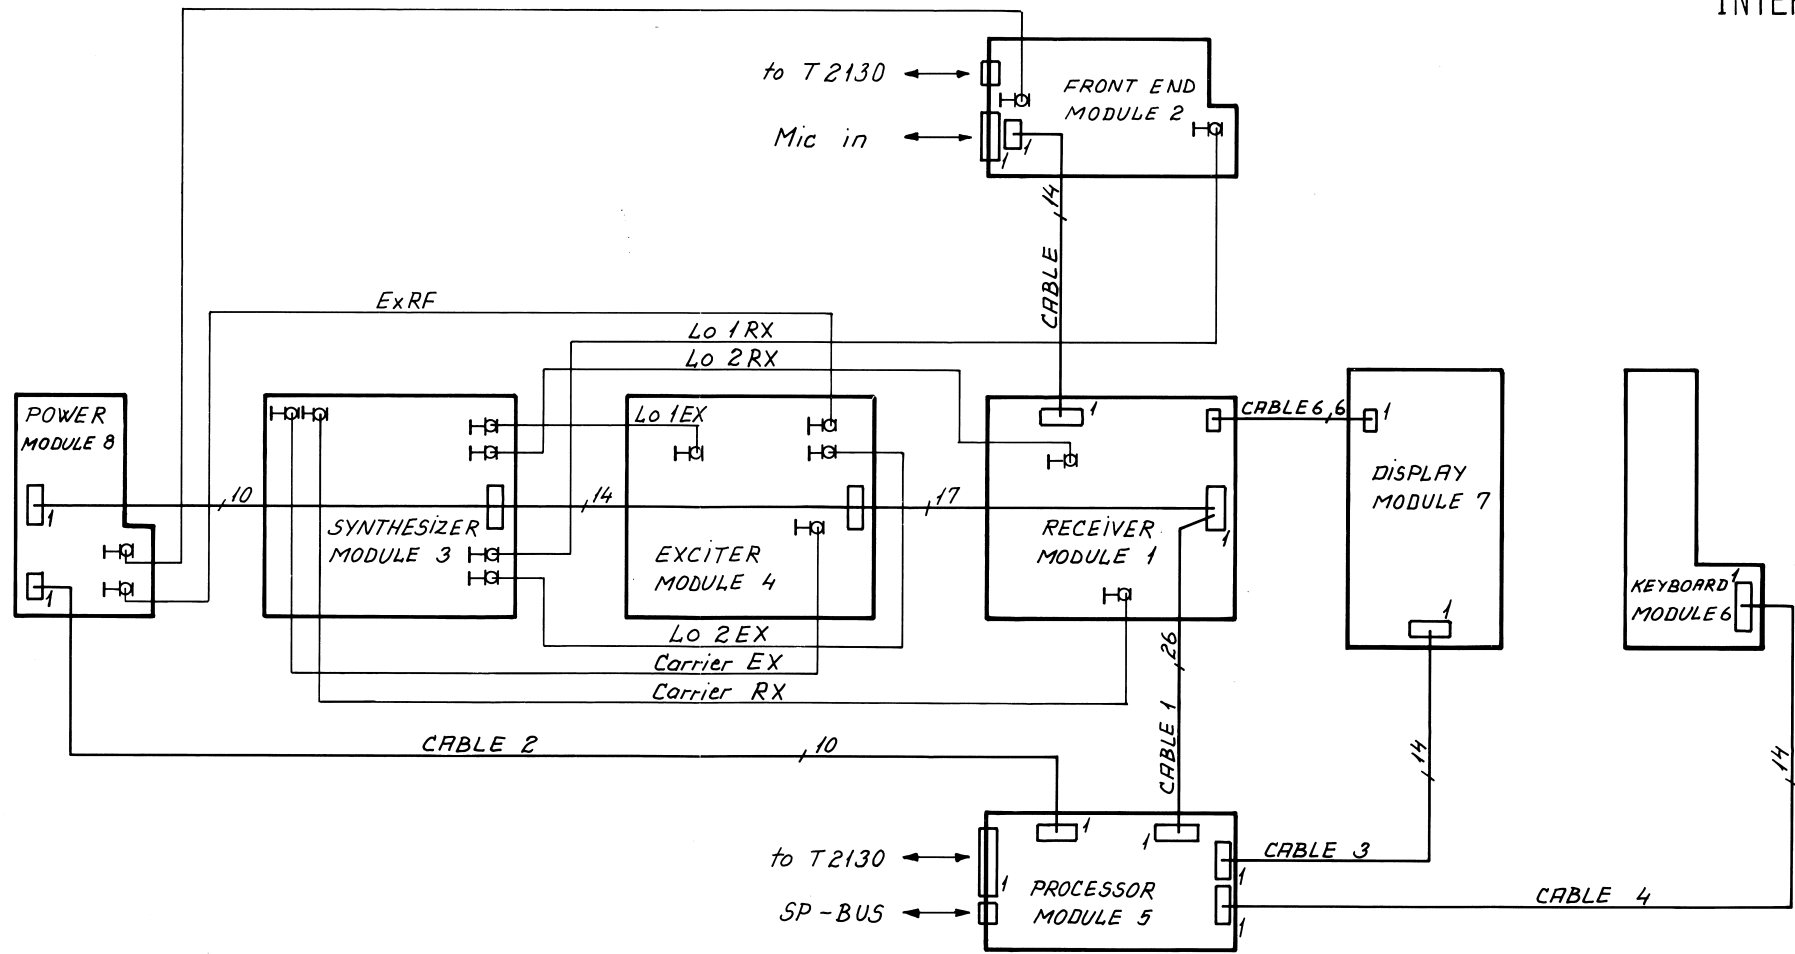 INTER
to T2130
FRONT END
MODULE 2
Mic in
1
1
14
CABLE
ExRF
Lo 1RX
Lo 2RX
POWER
MODULE 8
Lo 1EX
1
CABLE 6
6
1
DISPLAY
MODULE 7
10
14
17
1
SYNTHESIZER
MODULE 3
EXCITER
MODULE 4
RECEIVER
MODULE 1
1
1
1
KEYBOARD
MODULE 6
1
Lo 2EX
Carrier EX
Carrier RX
26
CABLE 1
CABLE 2
10
14
14
1
1
to T2130
CABLE 3
1
PROCESSOR
MODULE 5
1
SP-BUS
CABLE 4
1